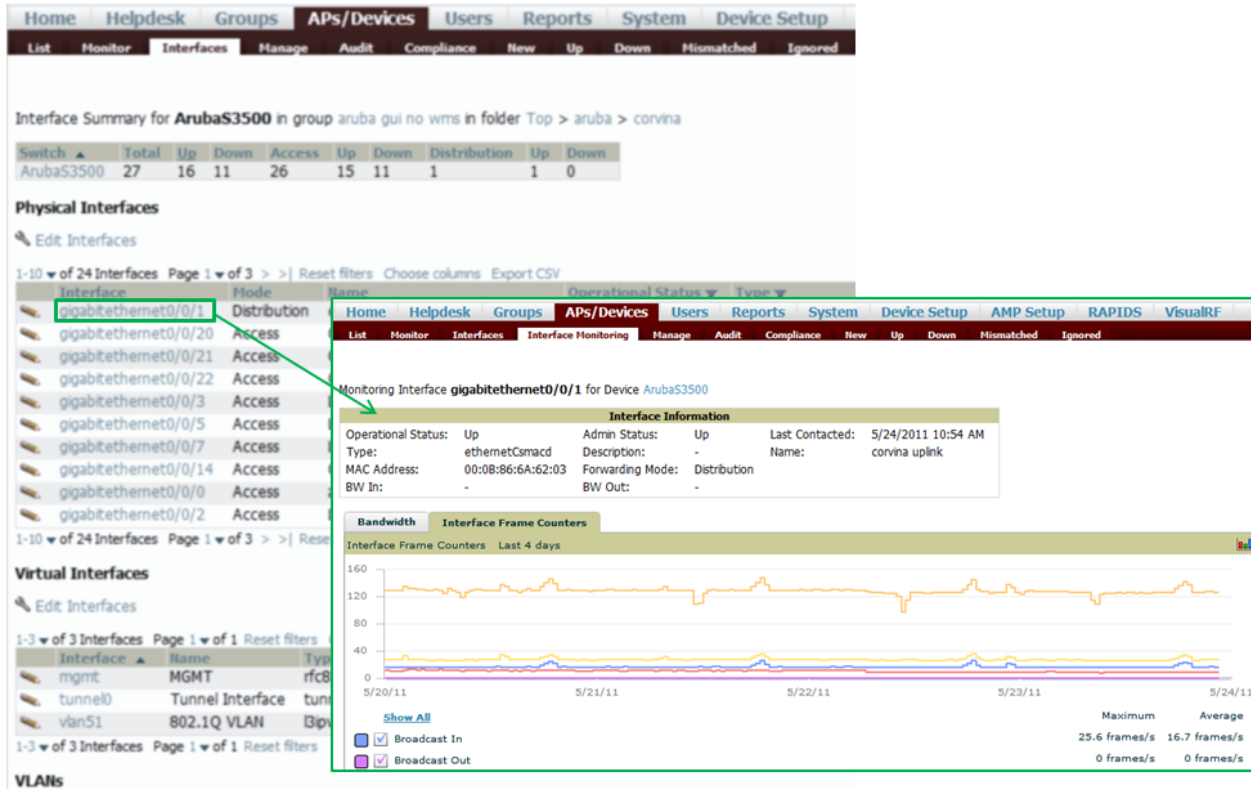 Home Helpdesk Groups APs/Devices Users Reports System Device Setup
List Monitor Interfaces Manage Audit Compliance New Up Down Mismatched Ignored
Interface Summary for ArubaS3500 in group aruba gui no wms in folder Top > aruba > corvina
Switch Total Up Down Access Up Down Distribution Up Down
ArubaS3500 27 16 11 26 15 11 1 1 0
Physical Interfaces
Edit Interfaces
1-10 of 24 Interfaces Page 1 of 3 > >| Reset filters Choose columns Export CSV
Interface Mode Name Operational Status Type
gigabitethernet0/0/1 Distribution
gigabitethernet0/0/20 Access
gigabitethernet0/0/21 Access
gigabitethernet0/0/22 Access
gigabitethernet0/0/3 Access
gigabitethernet0/0/5 Access
gigabitethernet0/0/7 Access
gigabitethernet0/0/14 Access
gigabitethernet0/0/0 Access
gigabitethernet0/0/2 Access
1-10 of 24 Interfaces Page 1 of 3 > >|
Virtual Interfaces
Edit Interfaces
1-3 of 3 Interfaces Page 1 of 1 Reset filters
Interface Name
mgmt MGMT
tunnel0 Tunnel Interface
vlan51 802.1Q VLAN
1-3 of 3 Interfaces Page 1 of 1 Reset filters
VLANs
Home Helpdesk Groups APs/Devices Users Reports System Device Setup AMP Setup RAPIDS VisualRF
List Monitor Interfaces Interface Monitoring Manage Audit Compliance New Up Down Mismatched Ignored
Monitoring Interface gigabitethernet0/0/1 for Device ArubaS3500
Interface Information
Operational Status: Up Admin Status: Up Last Contacted: 5/24/2011 10:54 AM
Type: ethernetCsmacd Description: - Name: corvina uplink
MAC Address: 00:0B:86:6A:62:03 Forwarding Mode: Distribution
BW In: - BW Out: -
Bandwidth Interface Frame Counters
Interface Frame Counters Last 4 days
160
120
80
40
0
5/20/11 5/21/11 5/22/11 5/23/11 5/24/11
Show All Maximum Average
Broadcast In 25.6 frames/s 16.7 frames/s
Broadcast Out 0 frames/s 0 frames/s